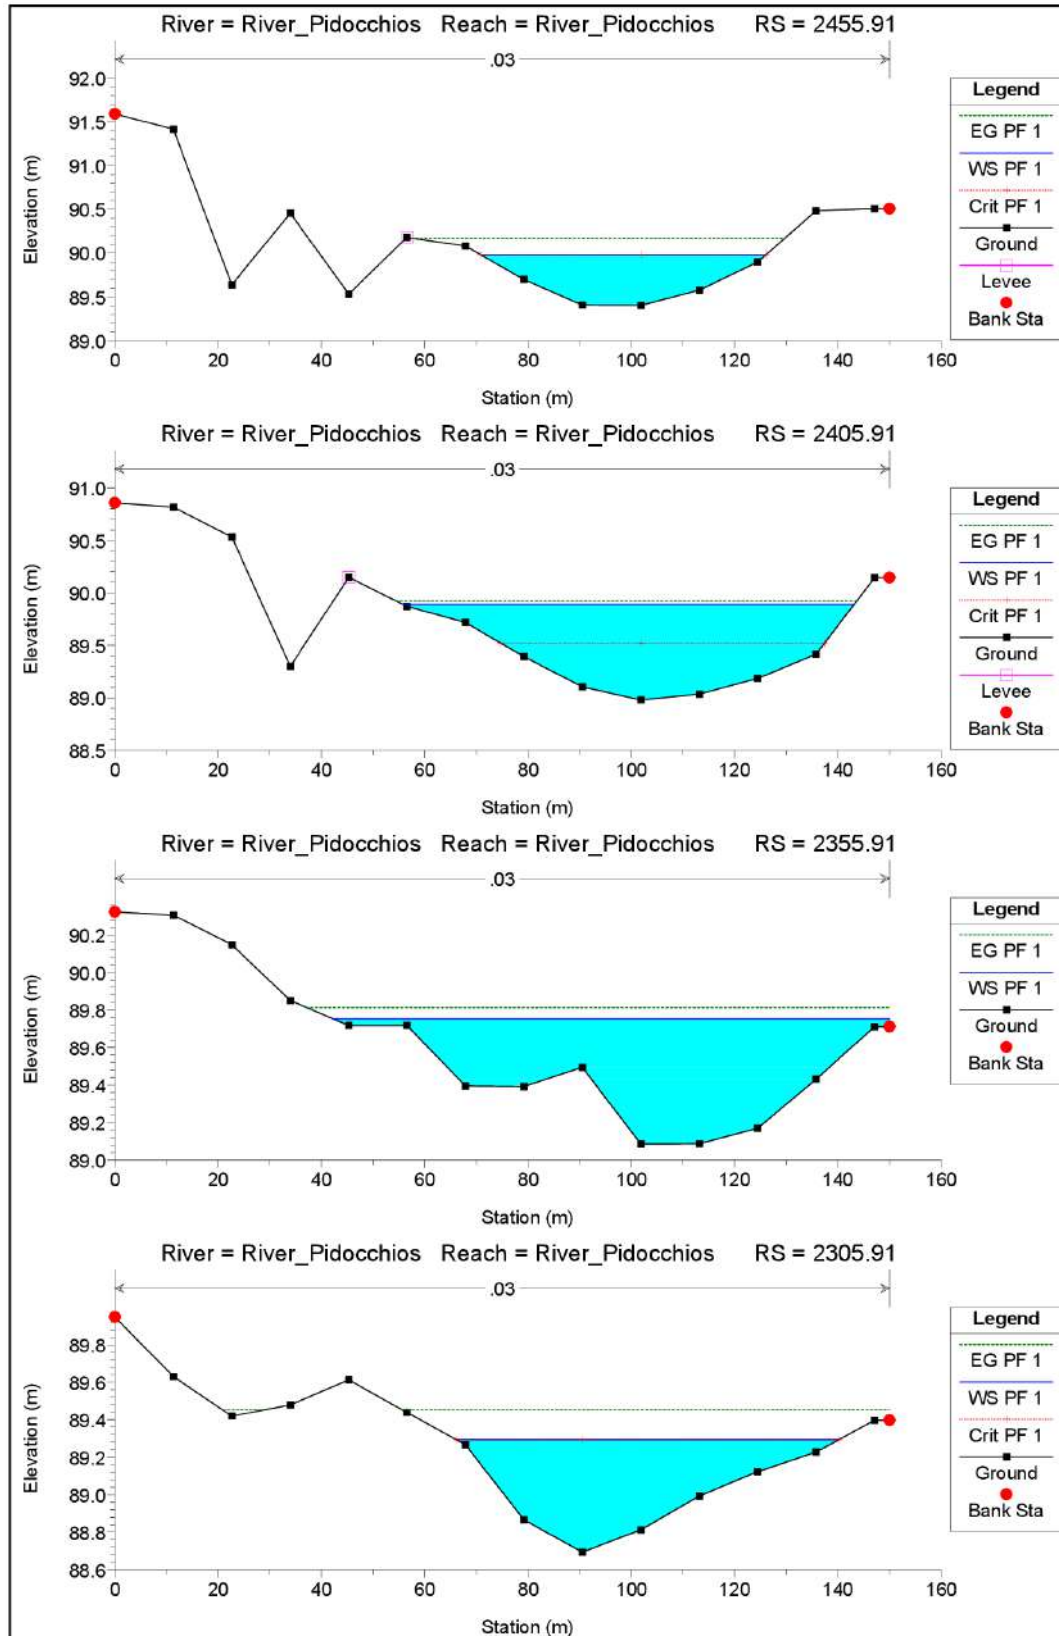 River = River_Pidocchios Reach = River_Pidocchios RS = 2455.91
.03
Legend
EG PF 1
WS PF 1
Crit PF 1
Ground
Levee
Bank Sta
Elevation (m)
92.0
91.5
91.0
90.5
90.0
89.5
89.0
0 20 40 60 80 100 120 140 160
Station (m)
River = River_Pidocchios Reach = River_Pidocchios RS = 2405.91
.03
Legend
EG PF 1
WS PF 1
Crit PF 1
Ground
Levee
Bank Sta
Elevation (m)
91.0
90.5
90.0
89.5
89.0
88.5
0 20 40 60 80 100 120 140 160
Station (m)
River = River_Pidocchios Reach = River_Pidocchios RS = 2355.91
.03
Legend
EG PF 1
WS PF 1
Ground
Bank Sta
Elevation (m)
90.2
90.0
89.8
89.6
89.4
89.2
89.0
0 20 40 60 80 100 120 140 160
Station (m)
River = River_Pidocchios Reach = River_Pidocchios RS = 2305.91
.03
Legend
EG PF 1
WS PF 1
Crit PF 1
Ground
Bank Sta
Elevation (m)
89.8
89.6
89.4
89.2
89.0
88.8
88.6
0 20 40 60 80 100 120 140 160
Station (m)